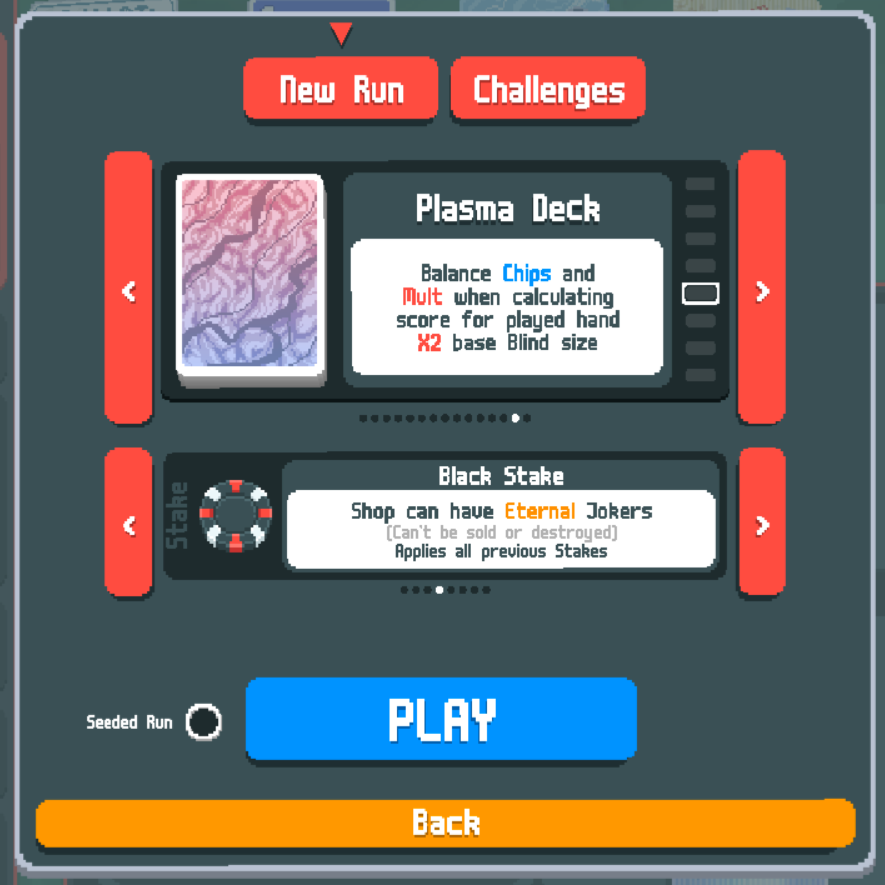 New Run
Challenges
Plasma Deck
Balance Chips and
Mult when calculating
score for played hand
X2 base Blind size
Stake
Black Stake
Shop can have Eternal Jokers
(Can't be sold or destroyed)
Applies all previous Stakes
Seeded Run
PLAY
Back